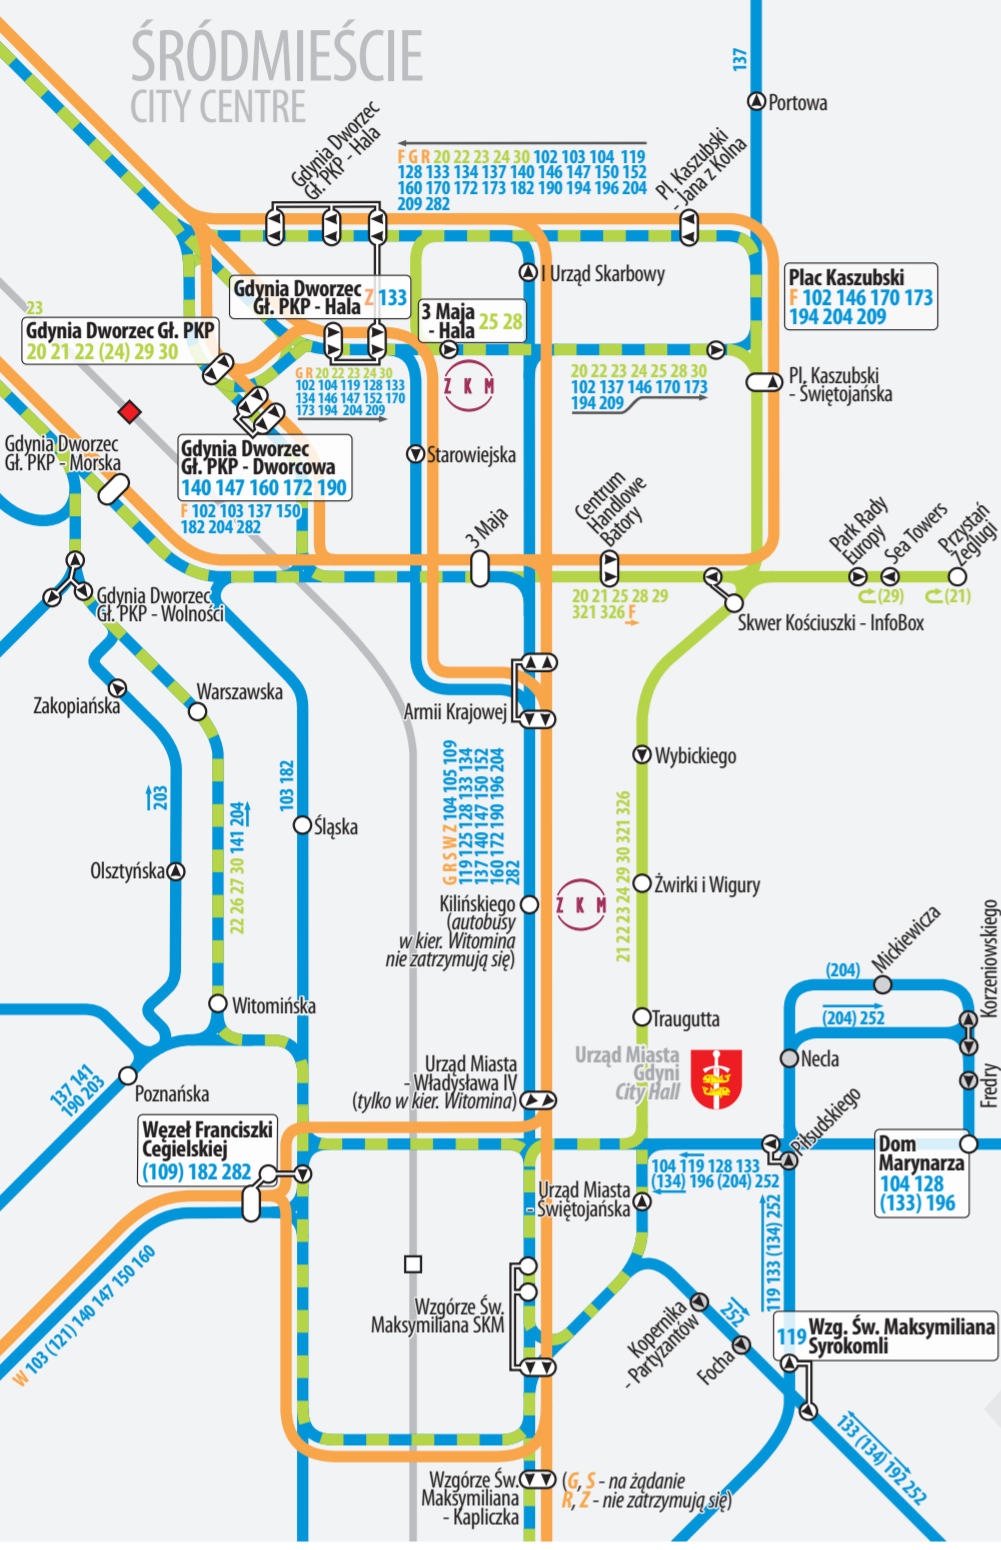 ŚRÓDMIEŚCIE
CITY CENTRE
137
Portowa
Gdynia Dworzec
Gł. PKP - Hala
F G R 20 22 23 24 30 102 103 104 119
128 133 134 137 140 146 147 150 152
160 170 172 173 182 190 194 196 204
209 282
Pl. Kaszubski
- Jana z Kolna
I Urząd Skarbowy
Plac Kaszubski
F 102 146 170 173
194 204 209
Gdynia Dworzec
Gł. PKP - Hala Z 133
3 Maja
- Hala 25 28
23
Gdynia Dworzec Gł. PKP
20 21 22 (24) 29 30
G R 20 22 23 24 30
102 104 119 128 133
134 146 147 152 170
173 194 204 209
Z K M
20 22 23 24 25 28 30
102 137 146 170 173
194 209
Pl. Kaszubski
- Świętojańska
Gdynia Dworzec
Gł. PKP - Morska
Gdynia Dworzec
Gł. PKP - Dworcowa
140 147 160 172 190
F 102 103 137 150
182 204 282
Starowiejska
3 Maja
Centrum
Handlowe
Batory
20 21 25 28 29
321 326 F
Park Rady
Europy
Sea Towers
Przystań
Żeglugi
(29)
(21)
Skwer Kościuszki - InfoBox
Gdynia Dworzec
Gł. PKP - Wolności
Zakopiańska
Warszawska
Armii Krajowej
Wybickiego
203
103 182
22 26 27 30 141 204
Śląska
G R S W Z 104 105 109
119 125 128 133 134
137 140 147 150 152
160 172 190 196 204
282
21 22 23 24 29 30 321 326
Olsztyńska
Kilińskiego
(autobusy
w kier. Witomina
nie zatrzymują się)
Z K M
Żwirki i Wigury
Witomińska
Traugutta
(204)
Mickiewicza
Korzeniowskiego
(204) 252
Necla
Fredry
137 141
190 203
Poznańska
Urząd Miasta
- Władysława IV
(tylko w kier. Witomina)
Urząd Miasta
Gdyni
City Hall
Węzeł Franciszki
Cegielskiej
(109) 182 282
Piłsudskiego
Dom
Marynarza
104 128
(133) 196
104 119 128 133
(134) 196 (204) 252
Urząd Miasta
- Świętojańska
119 133 (134) 252
W 103 (121) 140 147 150 160
Wzgórze Św.
Maksymiliana SKM
Kopernika
- Partyzantów
252
Focha
119 Wzg. Św. Maksymiliana
Syrokomli
133 (134) 192 252
Wzgórze Św.
Maksymiliana
- Kapliczka
(G, S - na żądanie
R, Z - nie zatrzymują się)